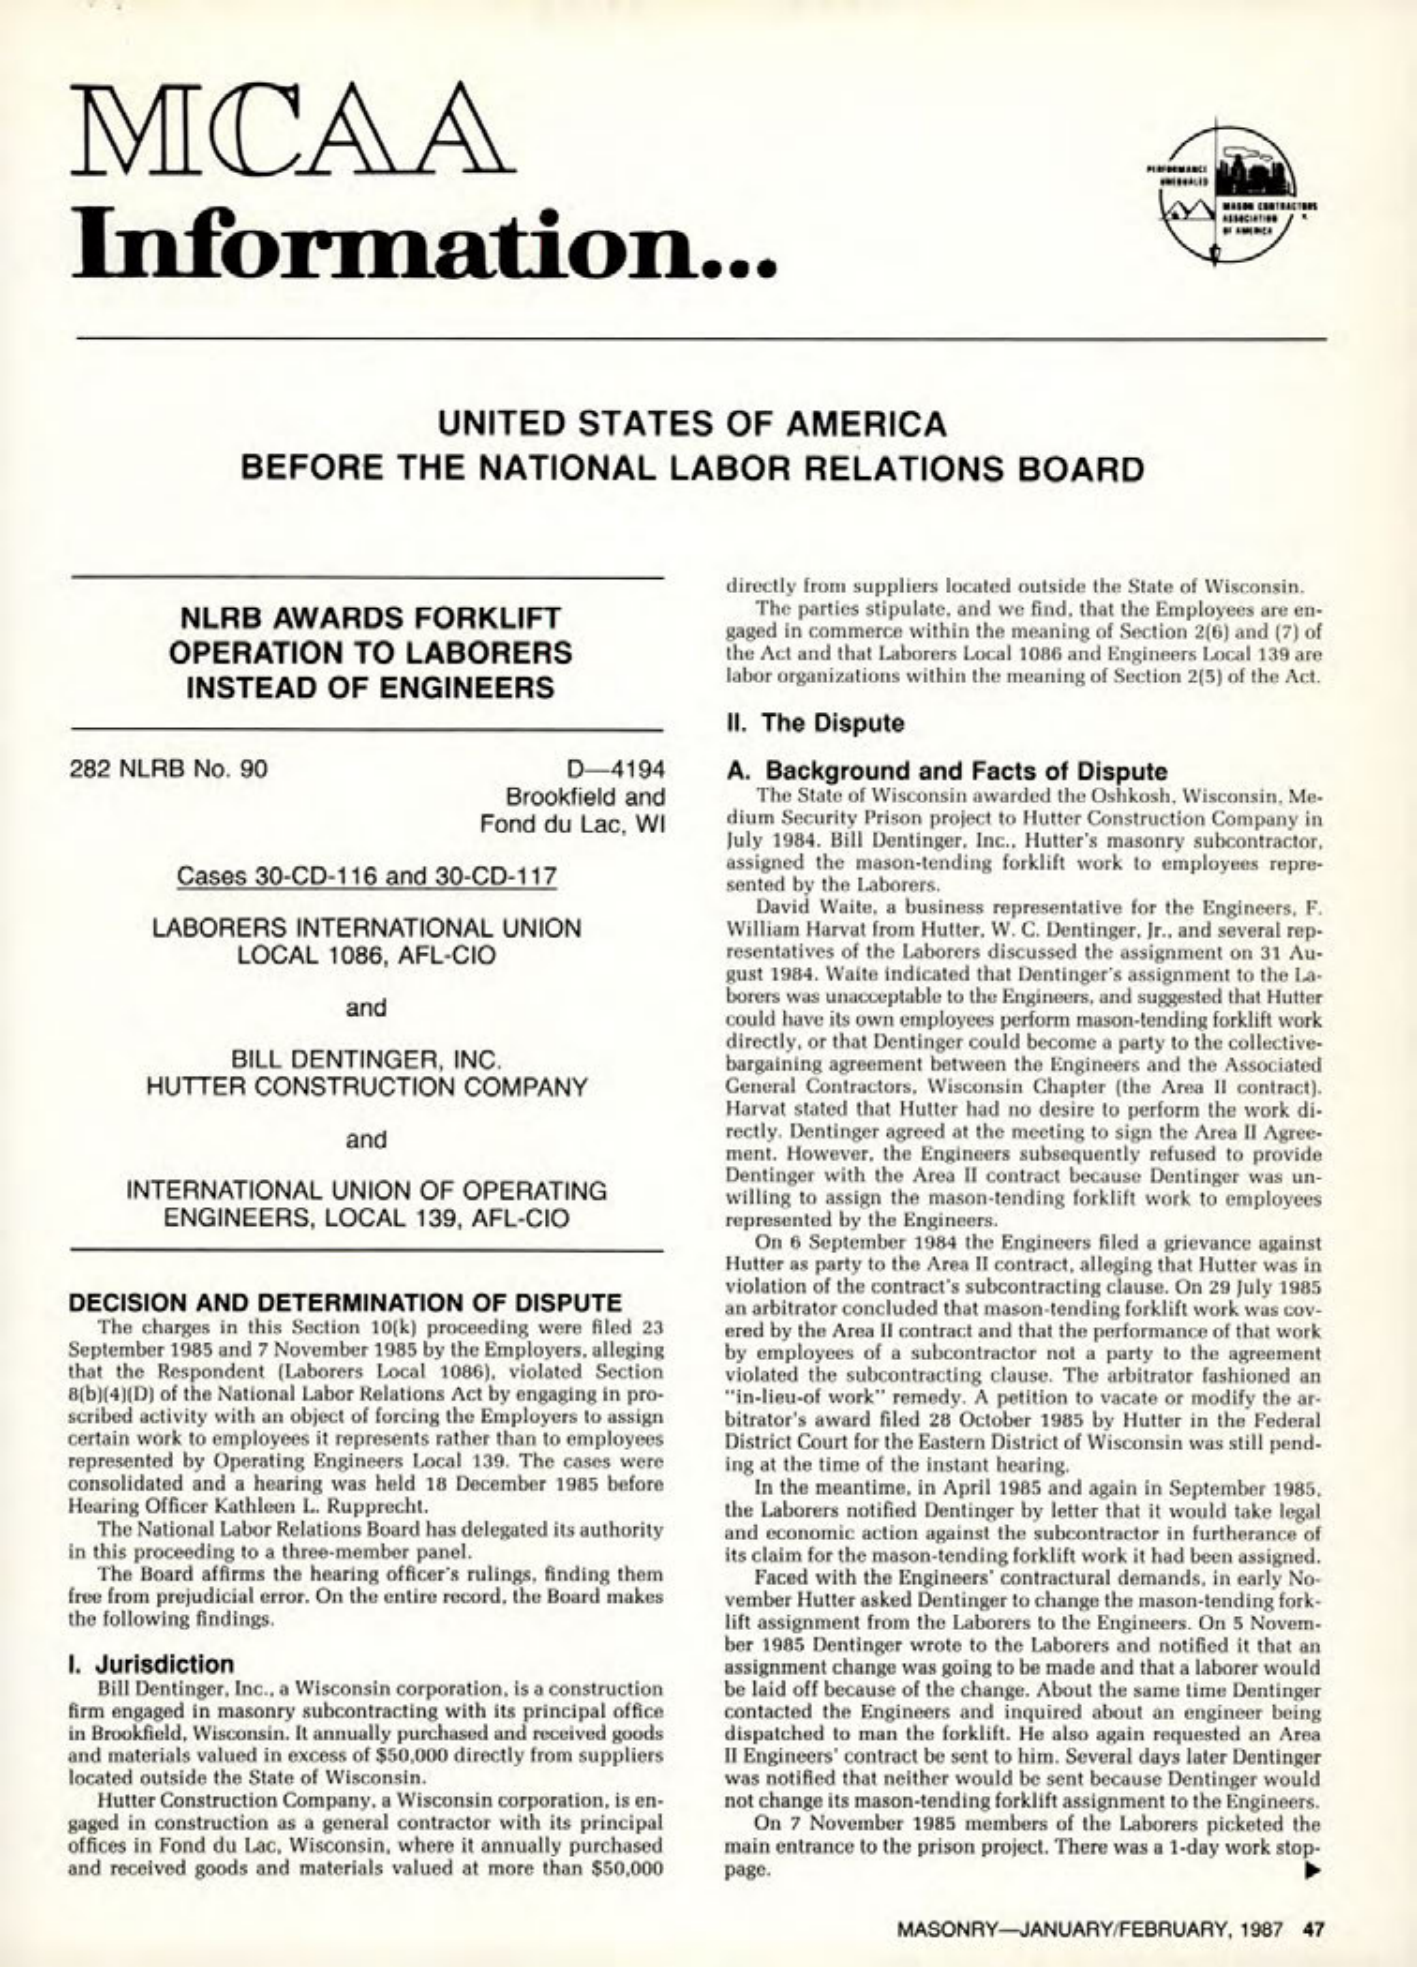 MCAA
Information...
PERFORMANCE
UNEQUALED
MASON CONTRACTORS
ASSOCIATION
OF AMERICA
UNITED STATES OF AMERICA
BEFORE THE NATIONAL LABOR RELATIONS BOARD
NLRB AWARDS FORKLIFT
OPERATION TO LABORERS
INSTEAD OF ENGINEERS
282 NLRB No. 90 D—4194
Brookfield and
Fond du Lac, WI
Cases 30-CD-116 and 30-CD-117
LABORERS INTERNATIONAL UNION
LOCAL 1086, AFL-CIO
and
BILL DENTINGER, INC.
HUTTER CONSTRUCTION COMPANY
and
INTERNATIONAL UNION OF OPERATING
ENGINEERS, LOCAL 139, AFL-CIO
DECISION AND DETERMINATION OF DISPUTE
The charges in this Section 10(k) proceeding were filed 23
September 1985 and 7 November 1985 by the Employers, alleging
that the Respondent (Laborers Local 1086), violated Section
8(b)(4)(D) of the National Labor Relations Act by engaging in pro-
scribed activity with an object of forcing the Employers to assign
certain work to employees it represents rather than to employees
represented by Operating Engineers Local 139. The cases were
consolidated and a hearing was held 18 December 1985 before
Hearing Officer Kathleen L. Rupprecht.
The National Labor Relations Board has delegated its authority
in this proceeding to a three-member panel.
The Board affirms the hearing officer's rulings, finding them
free from prejudicial error. On the entire record, the Board makes
the following findings.
I. Jurisdiction
Bill Dentinger, Inc., a Wisconsin corporation, is a construction
firm engaged in masonry subcontracting with its principal office
in Brookfield, Wisconsin. It annually purchased and received goods
and materials valued in excess of $50,000 directly from suppliers
located outside the State of Wisconsin.
Hutter Construction Company, a Wisconsin corporation, is en-
gaged in construction as a general contractor with its principal
offices in Fond du Lac, Wisconsin, where it annually purchased
and received goods and materials valued at more than $50,000
directly from suppliers located outside the State of Wisconsin.
The parties stipulate, and we find, that the Employees are en-
gaged in commerce within the meaning of Section 2(6) and (7) of
the Act and that Laborers Local 1086 and Engineers Local 139 are
labor organizations within the meaning of Section 2(5) of the Act.
II. The Dispute
A. Background and Facts of Dispute
The State of Wisconsin awarded the Oshkosh, Wisconsin, Me-
dium Security Prison project to Hutter Construction Company in
July 1984. Bill Dentinger, Inc., Hutter's masonry subcontractor,
assigned the mason-tending forklift work to employees repre-
sented by the Laborers.
David Waite, a business representative for the Engineers, F.
William Harvat from Hutter, W. C. Dentinger, Jr., and several rep-
resentatives of the Laborers discussed the assignment on 31 Au-
gust 1984. Waite indicated that Dentinger's assignment to the La-
borers was unacceptable to the Engineers, and suggested that Hutter
could have its own employees perform mason-tending forklift work
directly, or that Dentinger could become a party to the collective-
bargaining agreement between the Engineers and the Associated
General Contractors, Wisconsin Chapter (the Area II contract).
Harvat stated that Hutter had no desire to perform the work di-
rectly. Dentinger agreed at the meeting to sign the Area II Agree-
ment. However, the Engineers subsequently refused to provide
Dentinger with the Area II contract because Dentinger was un-
willing to assign the mason-tending forklift work to employees
represented by the Engineers.
On 6 September 1984 the Engineers filed a grievance against
Hutter as party to the Area II contract, alleging that Hutter was in
violation of the contract's subcontracting clause. On 29 July 1985
an arbitrator concluded that mason-tending forklift work was cov-
ered by the Area II contract and that the performance of that work
by employees of a subcontractor not a party to the agreement
violated the subcontracting clause. The arbitrator fashioned an
"in-lieu-of work" remedy. A petition to vacate or modify the ar-
bitrator's award filed 28 October 1985 by Hutter in the Federal
District Court for the Eastern District of Wisconsin was still pend-
ing at the time of the instant hearing.
In the meantime, in April 1985 and again in September 1985,
the Laborers notified Dentinger by letter that it would take legal
and economic action against the subcontractor in furtherance of
its claim for the mason-tending forklift work it had been assigned.
Faced with the Engineers' contractural demands, in early No-
vember Hutter asked Dentinger to change the mason-tending fork-
lift assignment from the Laborers to the Engineers. On 5 Novem-
ber 1985 Dentinger wrote to the Laborers and notified it that an
assignment change was going to be made and that a laborer would
be laid off because of the change. About the same time Dentinger
contacted the Engineers and inquired about an engineer being
dispatched to man the forklift. He also again requested an Area
II Engineers' contract be sent to him. Several days later Dentinger
was notified that neither would be sent because Dentinger would
not change its mason-tending forklift assignment to the Engineers.
On 7 November 1985 members of the Laborers picketed the
main entrance to the prison project. There was a 1-day work stop-
page.
MASONRY—JANUARY/FEBRUARY, 1987 47